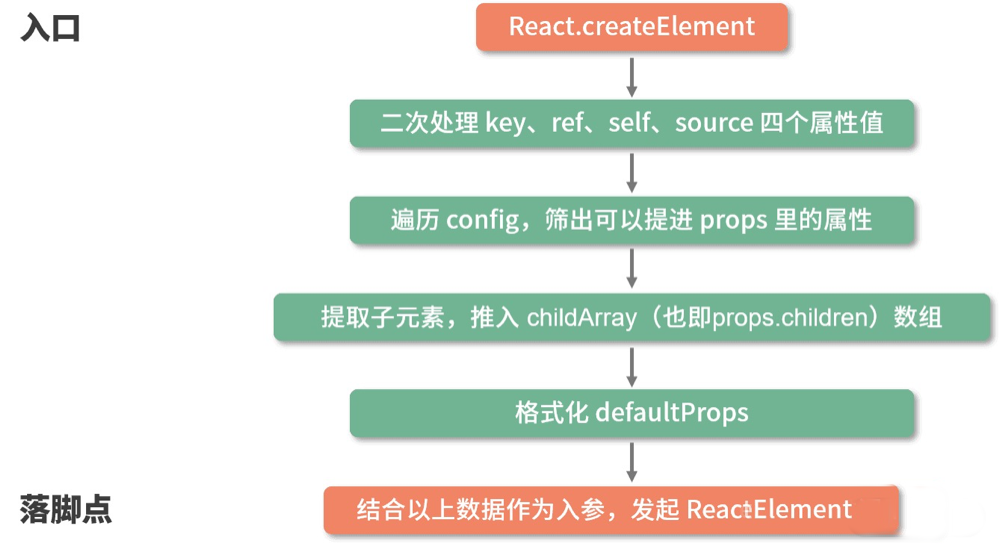 入口
React.createElement
二次处理 key、ref、self、source 四个属性值
遍历 config，筛出可以提进 props 里的属性
提取子元素，推入 childArray（也即props.children）数组
格式化 defaultProps
落脚点
结合以上数据作为入参，发起 ReactElement